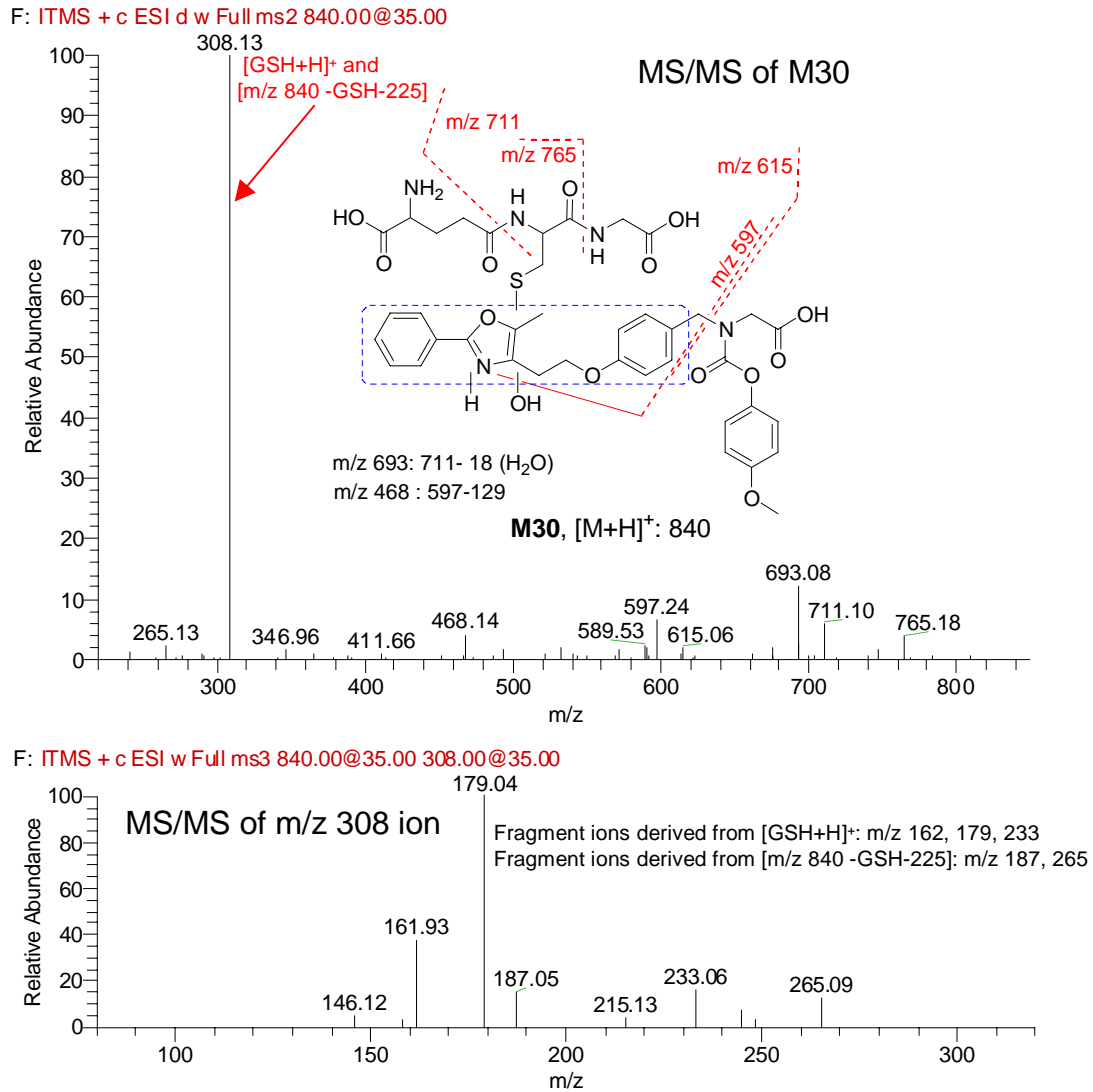 F: ITMS + c ESI d w Full ms2 840.00@35.00
MS/MS of M30
308.13
[GSH+H]⁺ and
[m/z 840 -GSH-225]
m/z 711
m/z 765
m/z 615
m/z 597
NH₂
HO
O
O
H
N
O
N
H
O
OH
S
O
N
H
OH
O
N
O
OH
O
O
O
m/z 693: 711- 18 (H₂O)
m/z 468 : 597-129
M30, [M+H]⁺: 840
Relative Abundance
100
90
80
70
60
50
40
30
20
10
0
265.13
346.96
411.66
468.14
589.53
597.24
615.06
693.08
711.10
765.18
300
400
500
600
700
800
m/z
F: ITMS + c ESI w Full ms3 840.00@35.00 308.00@35.00
MS/MS of m/z 308 ion
179.04
Fragment ions derived from [GSH+H]⁺: m/z 162, 179, 233
Fragment ions derived from [m/z 840 -GSH-225]: m/z 187, 265
Relative Abundance
100
80
60
40
20
0
146.12
161.93
187.05
215.13
233.06
265.09
100
150
200
250
300
m/z